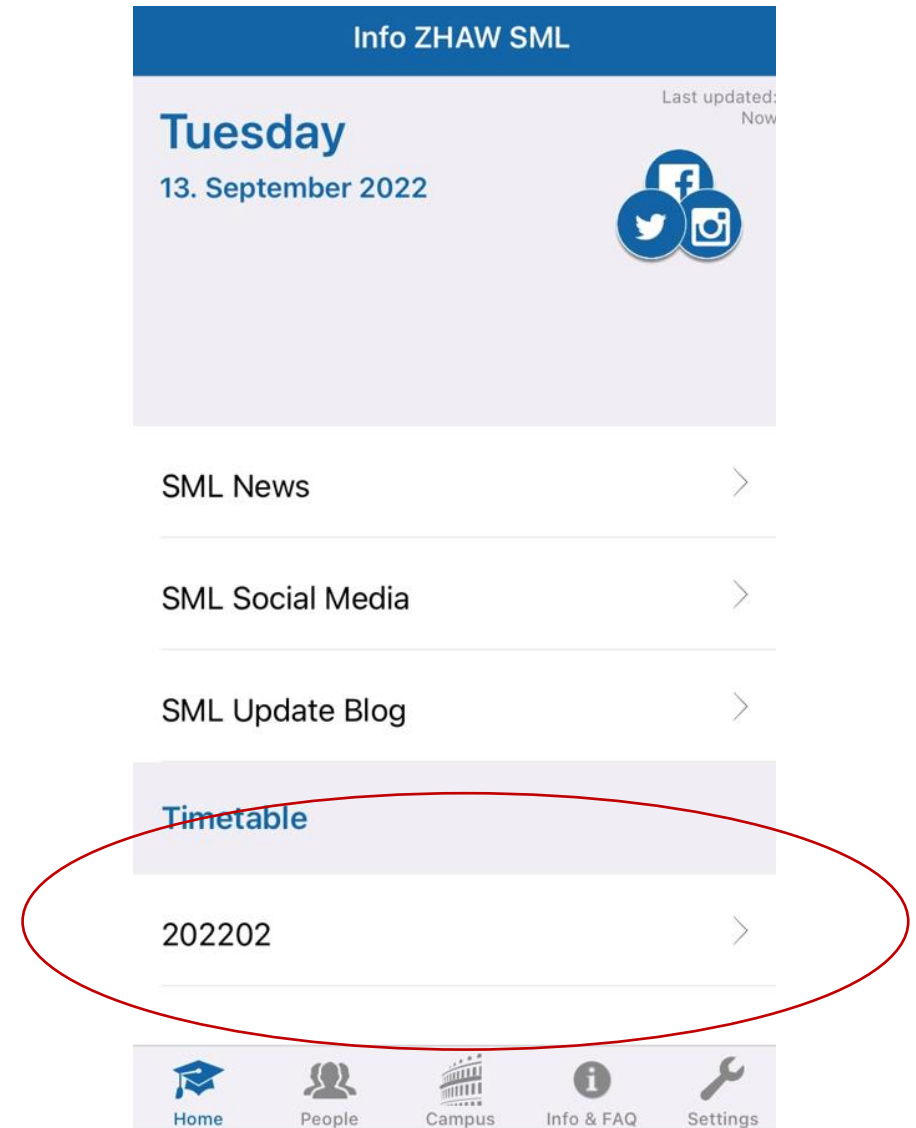 Info ZHAW SML
Last updated:
Now
Tuesday
13. September 2022
SML News
SML Social Media
SML Update Blog
Timetable
202202
Home People Campus Info & FAQ Settings